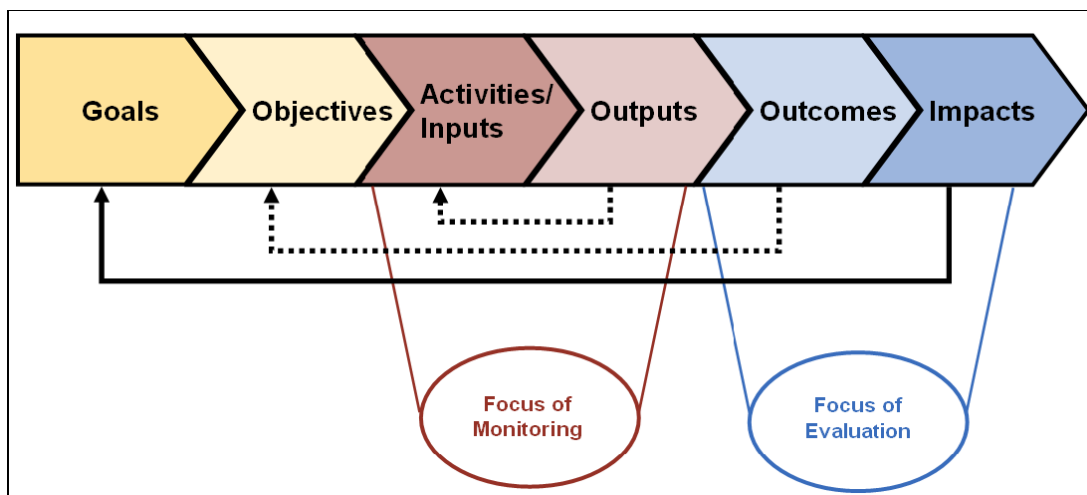 Goals
Objectives
Activities/
Inputs
Outputs
Outcomes
Impacts
Focus of
Monitoring
Focus of
Evaluation